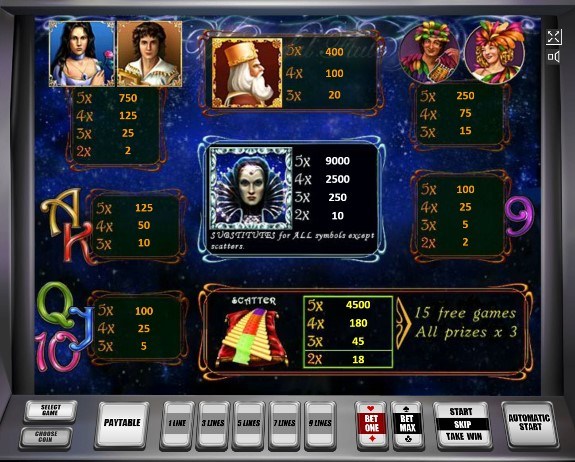 5x 750
4x 125
3x 25
2x 2
5x 400
4x 100
3x 20
5x 250
4x 75
3x 15
5x 9000
4x 2500
3x 250
2x 10
SUBSTITUTES for ALL symbols except
scatters.
A
K
5x 125
4x 50
3x 10
5x 100
4x 25
3x 5
2x 2
9
Q
J
10
5x 100
4x 25
3x 5
SCATTER
5x 4500
4x 180
3x 45
2x 18
15 free games
All prizes x 3
SELECT
GAME
CHOOSE
COIN
PAYTABLE
1 LINE
3 LINES
5 LINES
7 LINES
9 LINES
BET
ONE
BET
MAX
START
SKIP
TAKE WIN
AUTOMATIC
START